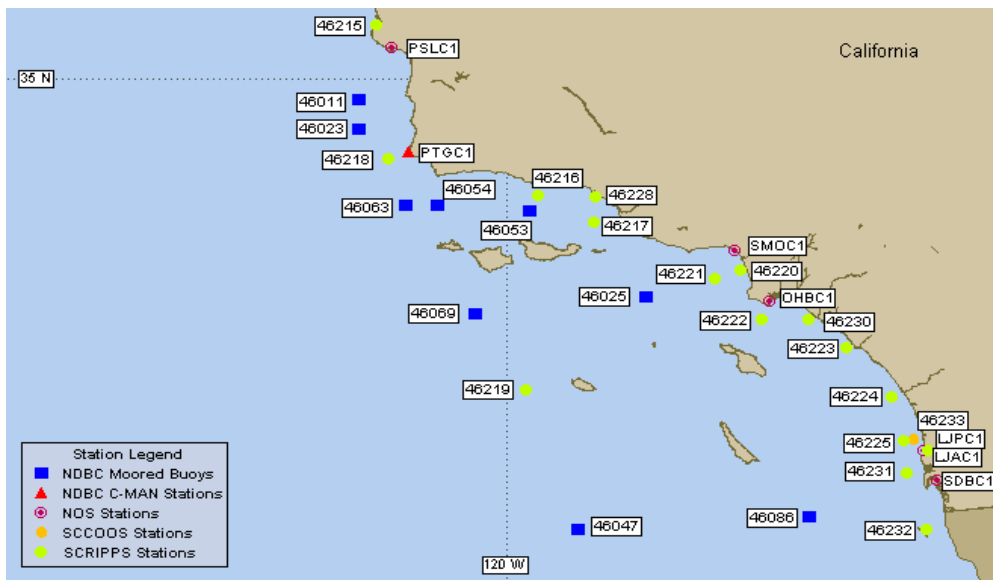 46215
PSLC1
California
35 N
46011
46023
46218
PTGC1
46216
46054
46228
46063
46053
46217
SMOC1
46221
46220
46025
OHBC1
46069
46222
46230
46223
46219
46224
46233
46225
LJPC1
LJAC1
46231
SDBC1
46086
46047
46232
120 W
Station Legend
NDBC Moored Buoys
NDBC C-MAN Stations
NOS Stations
SCCOOS Stations
SCRIPPS Stations